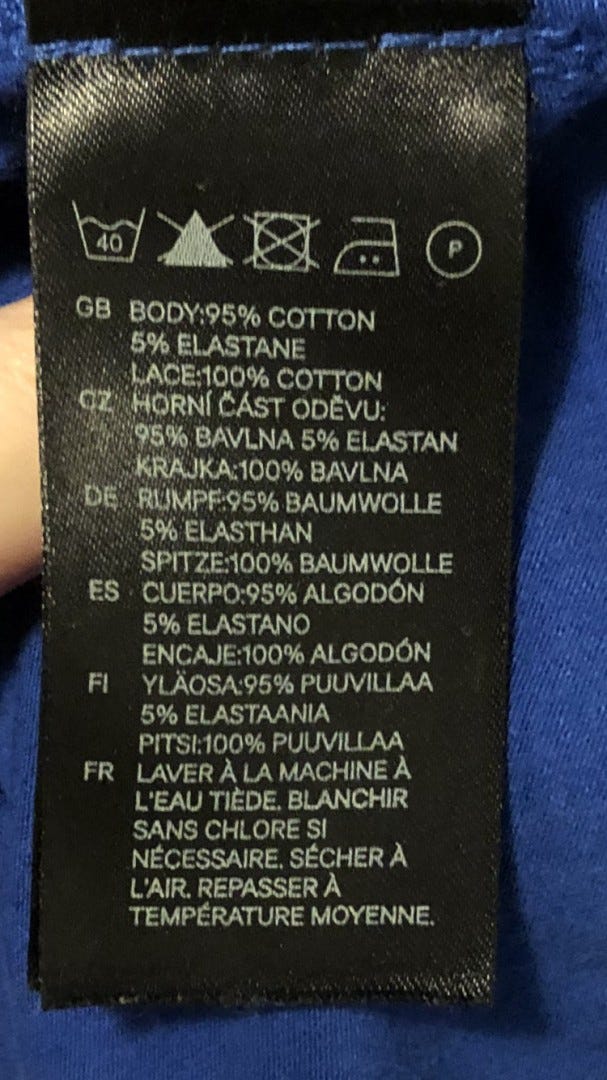 40 P
GB BODY:95% COTTON
5% ELASTANE
LACE:100% COTTON
CZ HORNÍ ČÁST ODĚVU:
95% BAVLNA 5% ELASTAN
KRAJKA:100% BAVLNA
DE RUMPF:95% BAUMWOLLE
5% ELASTHAN
SPITZE:100% BAUMWOLLE
ES CUERPO:95% ALGODÓN
5% ELASTANO
ENCAJE:100% ALGODÓN
FI YLÄOSA:95% PUUVILLAA
5% ELASTAANIA
PITSI:100% PUUVILLAA
FR LAVER À LA MACHINE À
L'EAU TIÈDE. BLANCHIR
SANS CHLORE SI
NÉCESSAIRE. SÉCHER À
L'AIR. REPASSER À
TEMPÉRATURE MOYENNE.